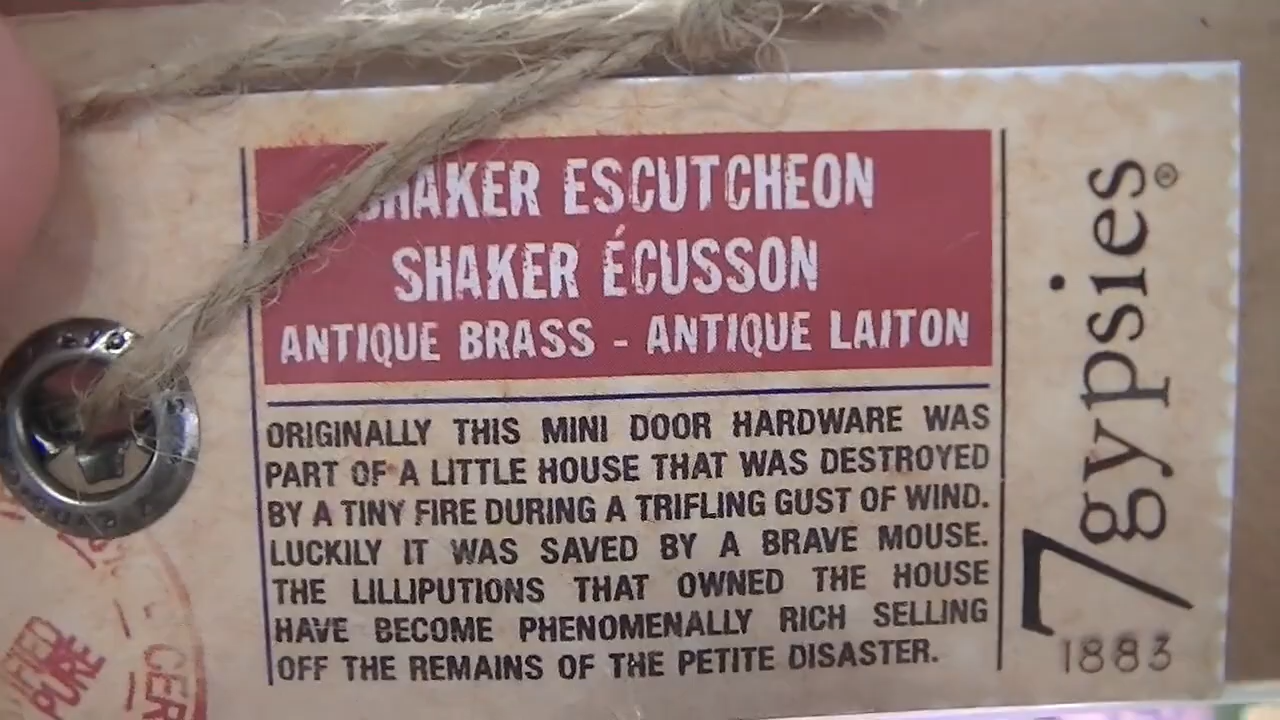 SHAKER ESCUTCHEON
SHAKER ÉCUSSON
ANTIQUE BRASS - ANTIQUE LAITON
ORIGINALLY THIS MINI DOOR HARDWARE WAS
PART OF A LITTLE HOUSE THAT WAS DESTROYED
BY A TINY FIRE DURING A TRIFLING GUST OF WIND.
LUCKILY IT WAS SAVED BY A BRAVE MOUSE.
THE LILLIPUTIONS THAT OWNED THE HOUSE
HAVE BECOME PHENOMENALLY RICH SELLING
OFF THE REMAINS OF THE PETITE DISASTER.
7gypsies®
1883
PURE